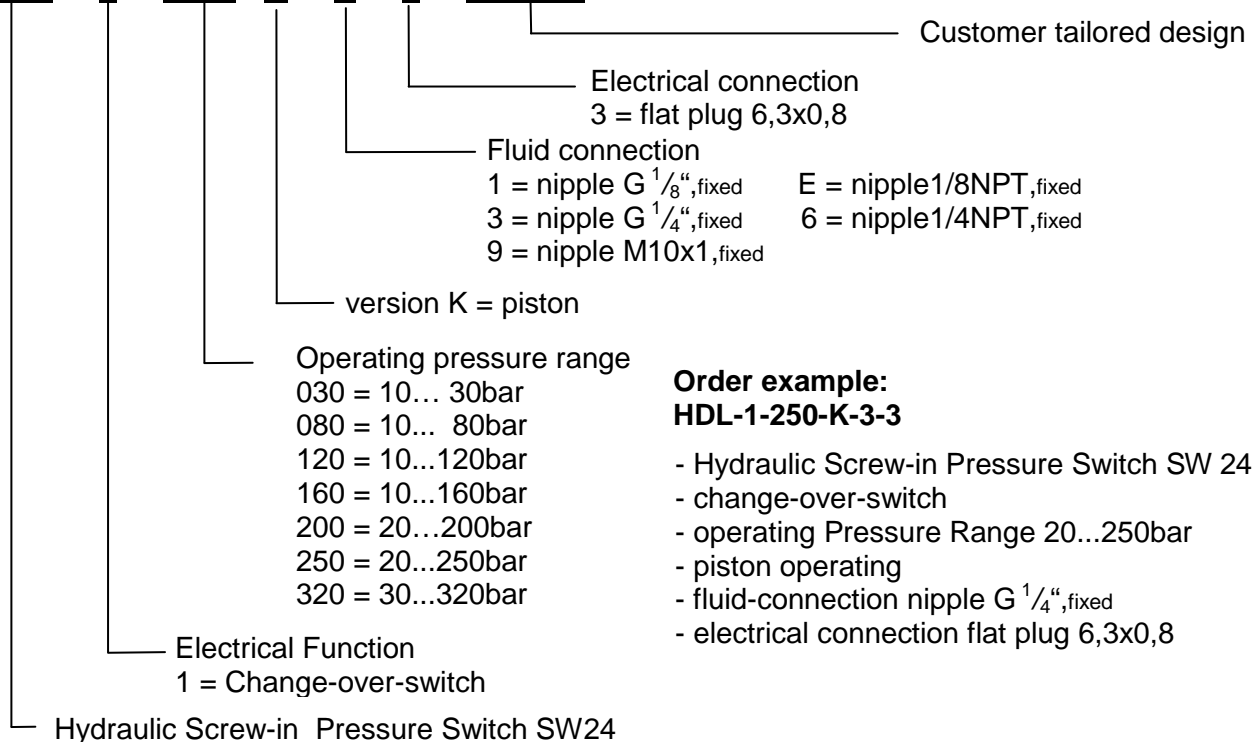 Customer tailored design
Electrical connection
3 = flat plug 6,3x0,8
Fluid connection
1 = nipple G 1/8“,fixed E = nipple1/8NPT,fixed
3 = nipple G 1/4“,fixed 6 = nipple1/4NPT,fixed
9 = nipple M10x1,fixed
version K = piston
Operating pressure range
030 = 10… 30bar
080 = 10... 80bar
120 = 10...120bar
160 = 10...160bar
200 = 20…200bar
250 = 20...250bar
320 = 30...320bar
Order example:
HDL-1-250-K-3-3
- Hydraulic Screw-in Pressure Switch SW 24
- change-over-switch
- operating Pressure Range 20...250bar
- piston operating
- fluid-connection nipple G 1/4“,fixed
- electrical connection flat plug 6,3x0,8
Electrical Function
1 = Change-over-switch
Hydraulic Screw-in Pressure Switch SW24